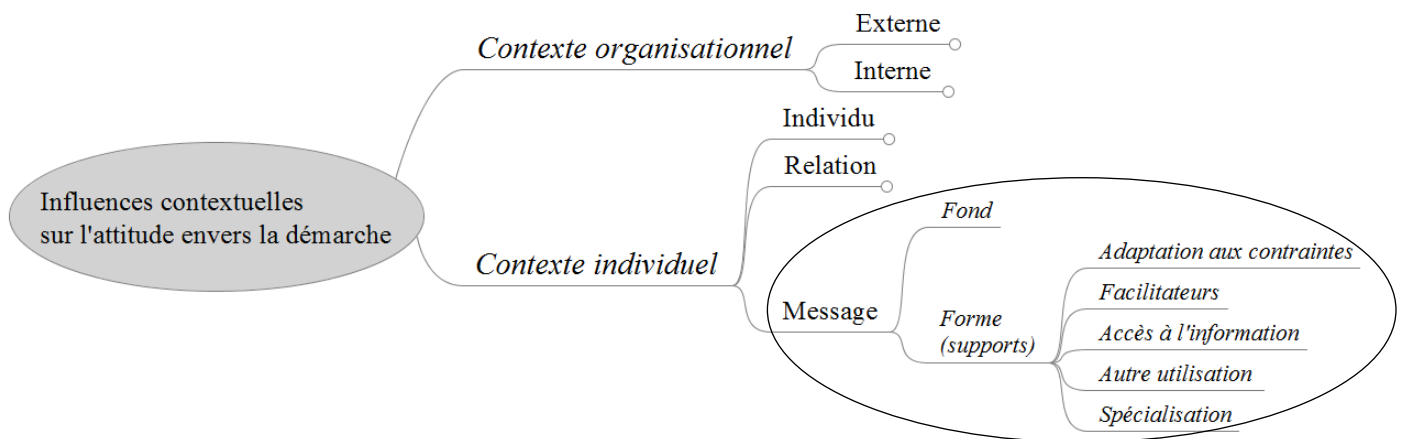 Influences contextuelles
sur l'attitude envers la démarche
Contexte organisationnel
Externe
Interne
Contexte individuel
Individu
Relation
Message
Fond
Forme
(supports)
Adaptation aux contraintes
Facilitateurs
Accès à l'information
Autre utilisation
Spécialisation